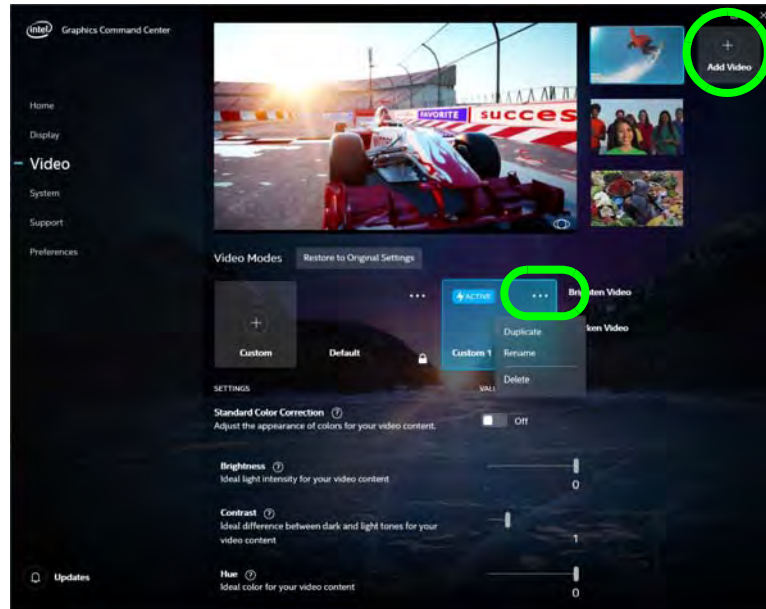 intel Graphics Command Center
+
Add Video
Home
Display
Video
System
Support
Preferences
FAVORITE
succes
Video Modes
Restore to Original Settings
...
ACTIVE
...
Video
Video
+
Custom
Default
Custom 1
Duplicate
Rename
Delete
SETTINGS
Standard Color Correction ?
Adjust the appearance of colors for your video content.
Off
Brightness ?
Ideal light intensity for your video content
0
Contrast ?
Ideal difference between dark and light tones for your
video content
1
Hue ?
Ideal color for your video content
0
Updates